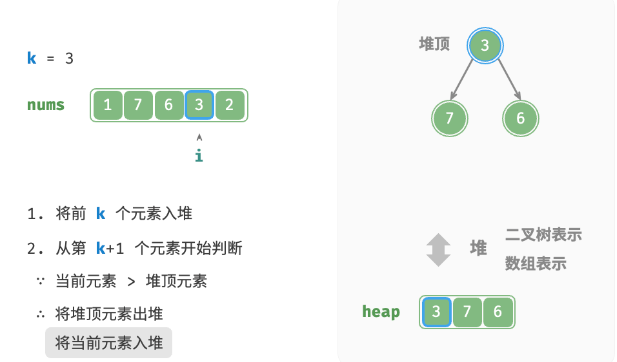 k = 3
nums 1 7 6 3 2
i
1. 将前 k 个元素入堆
2. 从第 k+1 个元素开始判断
∵ 当前元素 > 堆顶元素
∴ 将堆顶元素出堆
将当前元素入堆
堆顶 3
7 6
堆 二叉树表示
数组表示
heap 3 7 6